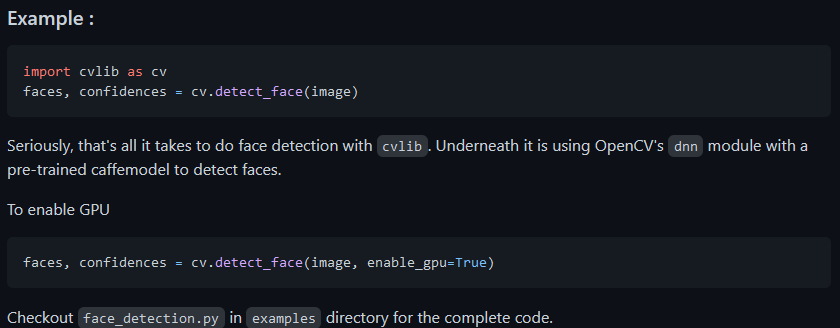 Example :
import cvlib as cv
faces, confidences = cv.detect_face(image)
Seriously, that's all it takes to do face detection with cvlib. Underneath it is using OpenCV's dnn module with a
pre-trained caffemodel to detect faces.
To enable GPU
faces, confidences = cv.detect_face(image, enable_gpu=True)
Checkout face_detection.py in examples directory for the complete code.